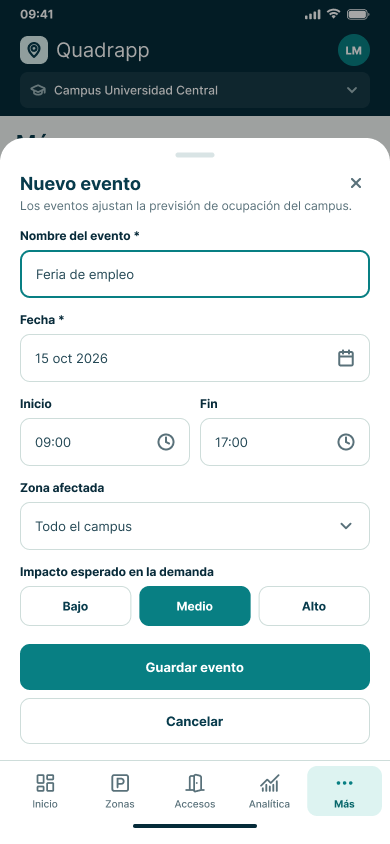 09:41
Quadrapp
LM
Campus Universidad Central
Nuevo evento
Los eventos ajustan la previsión de ocupación del campus.
Nombre del evento *
Feria de empleo
Fecha *
15 oct 2026
Inicio
Fin
09:00
17:00
Zona afectada
Todo el campus
Impacto esperado en la demanda
Bajo
Medio
Alto
Guardar evento
Cancelar
Inicio
Zonas
Accesos
Analítica
Más